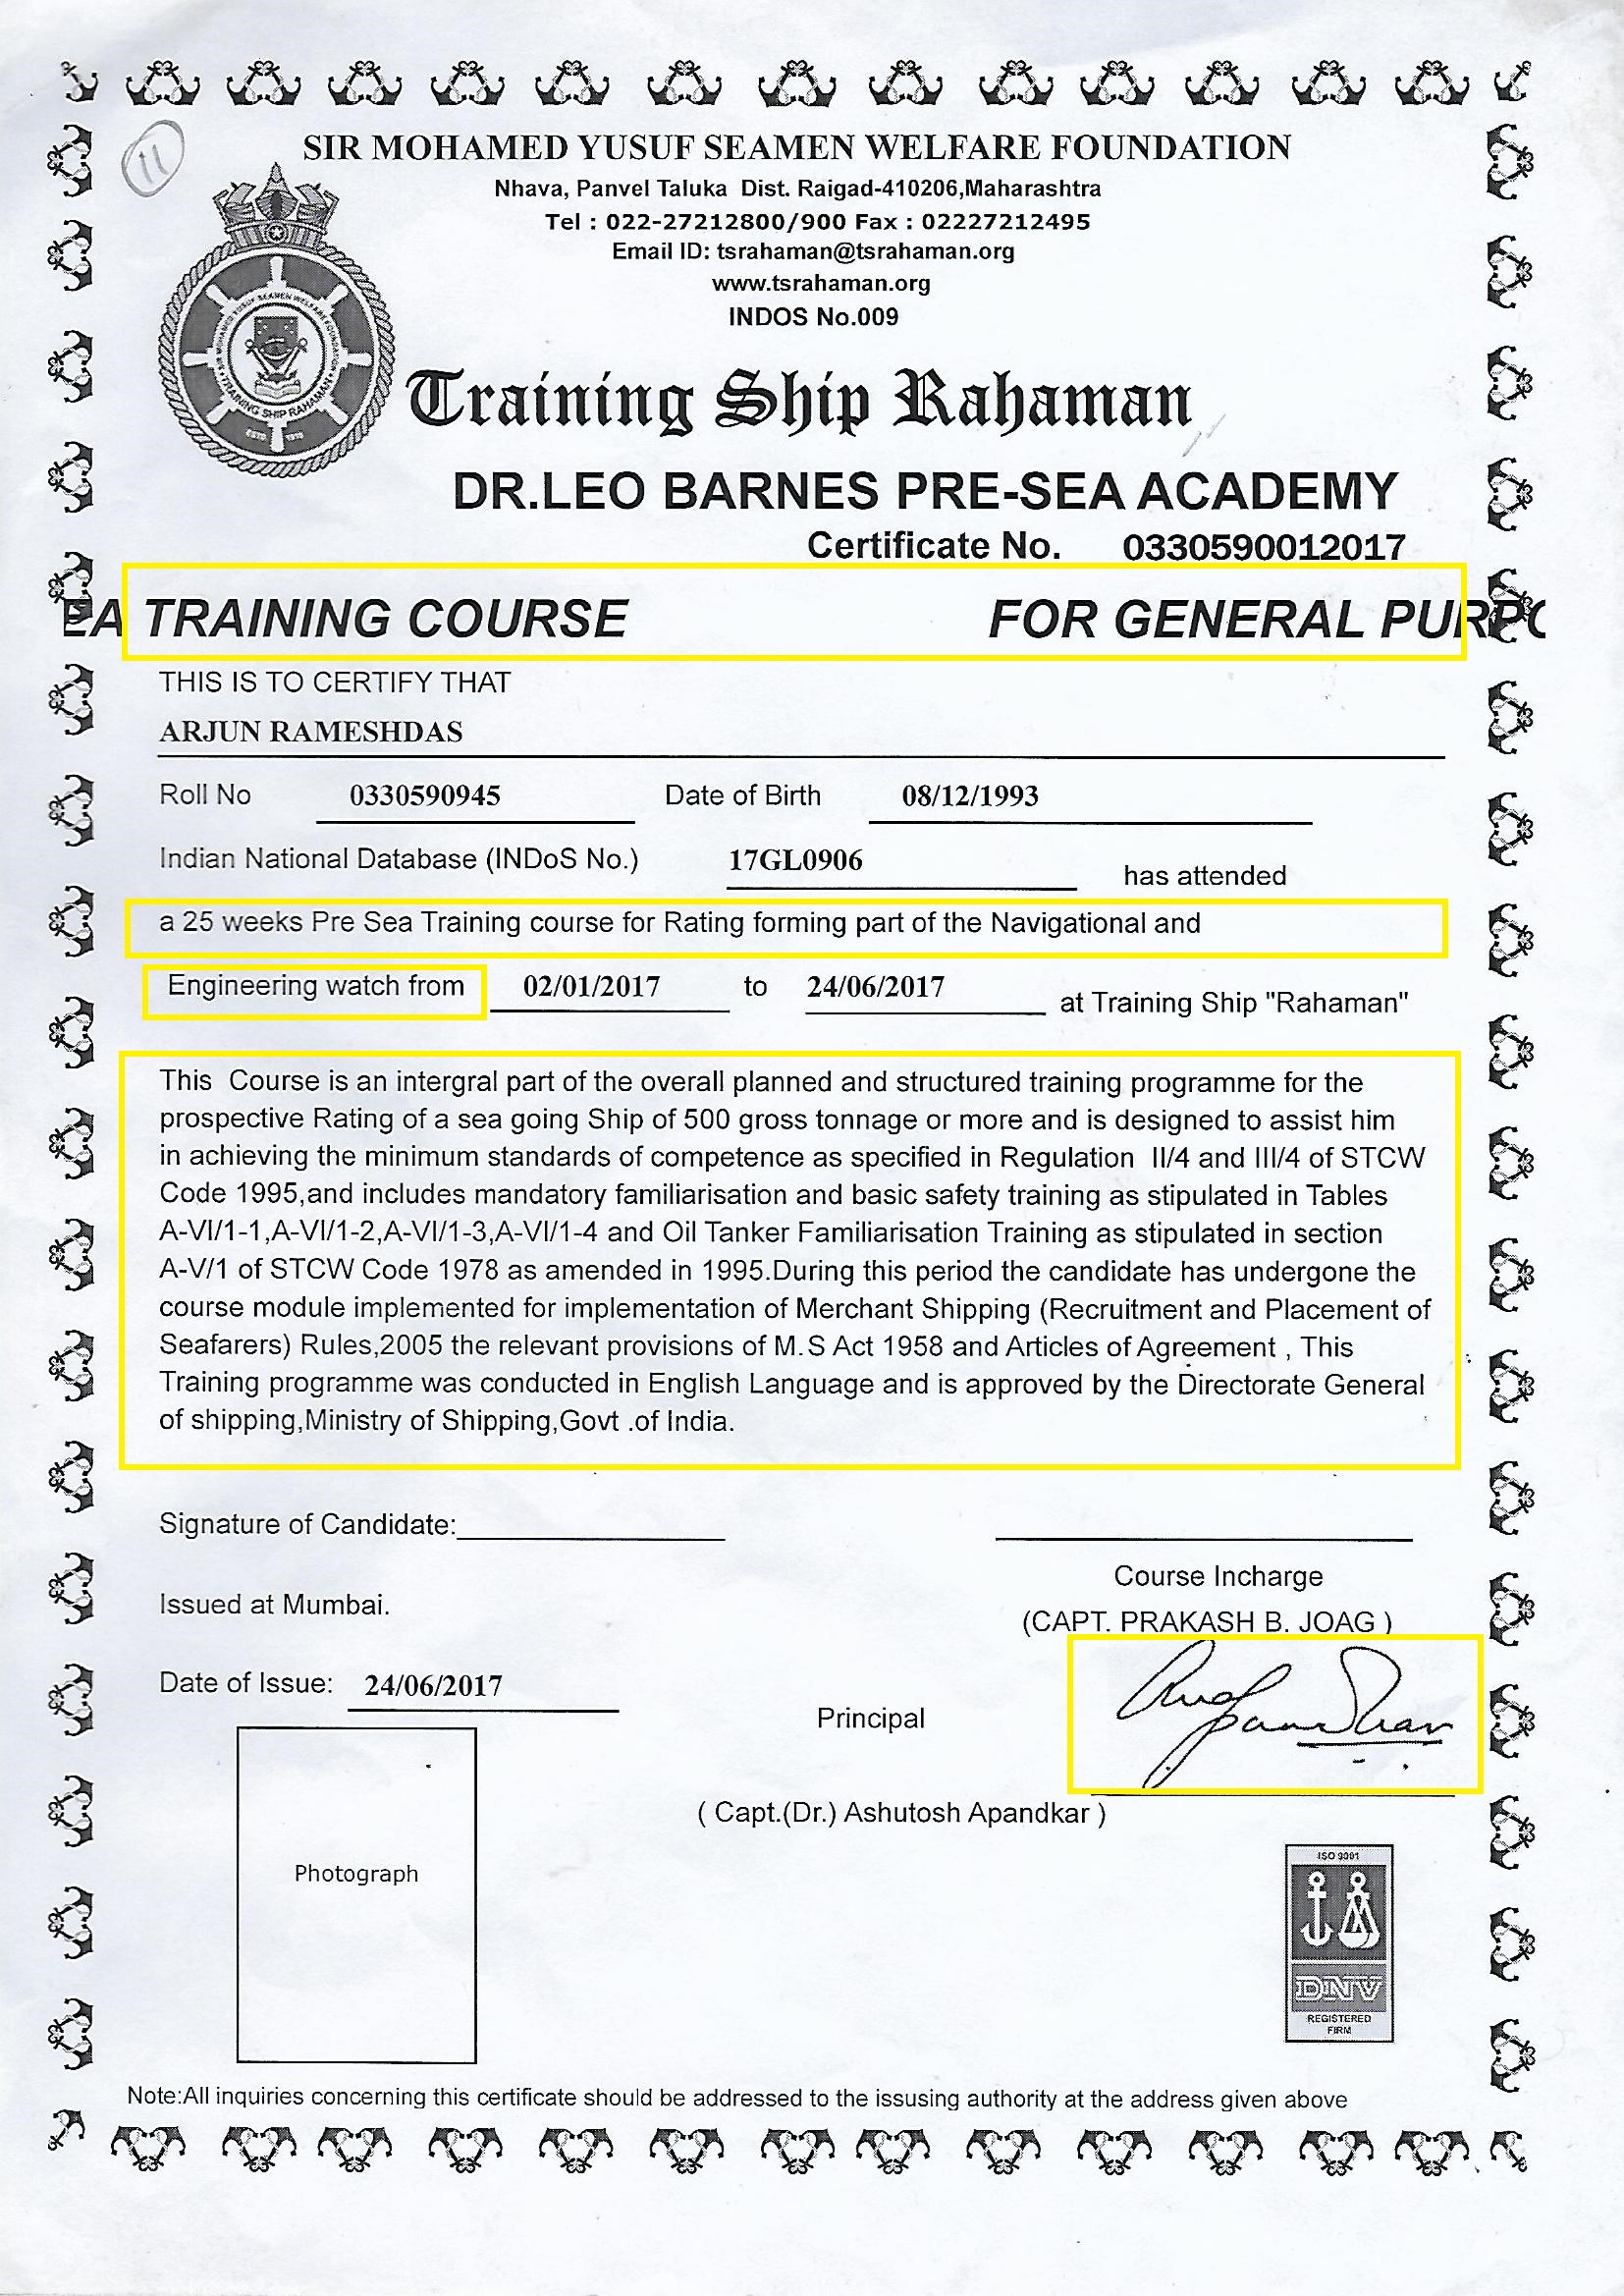 11
SIR MOHAMED YUSUF SEAMEN WELFARE FOUNDATION
Nhava, Panvel Taluka Dist. Raigad-410206,Maharashtra
Tel : 022-27212800/900 Fax : 02227212495
Email ID: tsrahaman@tsrahaman.org
www.tsrahaman.org
INDOS No.009
SIR MOHAMED YUSUF SEAMEN WELFARE FOUNDATION
TRAINING SHIP RAHAMAN
ESTD 1910
Training Ship Rahaman
DR.LEO BARNES PRE-SEA ACADEMY
Certificate No. 0330590012017
EA TRAINING COURSE FOR GENERAL PURPO
THIS IS TO CERTIFY THAT
ARJUN RAMESHDAS
Roll No 0330590945 Date of Birth 08/12/1993
Indian National Database (INDoS No.) 17GL0906 has attended
a 25 weeks Pre Sea Training course for Rating forming part of the Navigational and
Engineering watch from 02/01/2017 to 24/06/2017 at Training Ship "Rahaman"
This Course is an intergral part of the overall planned and structured training programme for the
prospective Rating of a sea going Ship of 500 gross tonnage or more and is designed to assist him
in achieving the minimum standards of competence as specified in Regulation II/4 and III/4 of STCW
Code 1995,and includes mandatory familiarisation and basic safety training as stipulated in Tables
A-VI/1-1,A-VI/1-2,A-VI/1-3,A-VI/1-4 and Oil Tanker Familiarisation Training as stipulated in section
A-V/1 of STCW Code 1978 as amended in 1995.During this period the candidate has undergone the
course module implemented for implementation of Merchant Shipping (Recruitment and Placement of
Seafarers) Rules,2005 the relevant provisions of M.S Act 1958 and Articles of Agreement , This
Training programme was conducted in English Language and is approved by the Directorate General
of shipping,Ministry of Shipping,Govt .of India.
Signature of Candidate:
Course Incharge
Issued at Mumbai.
(CAPT. PRAKASH B. JOAG )
Date of Issue: 24/06/2017
Principal
( Capt.(Dr.) Ashutosh Apandkar )
Photograph
ISO 9001
DNV
REGISTERED
FIRM
Note:All inquiries concerning this certificate should be addressed to the issusing authority at the address given above